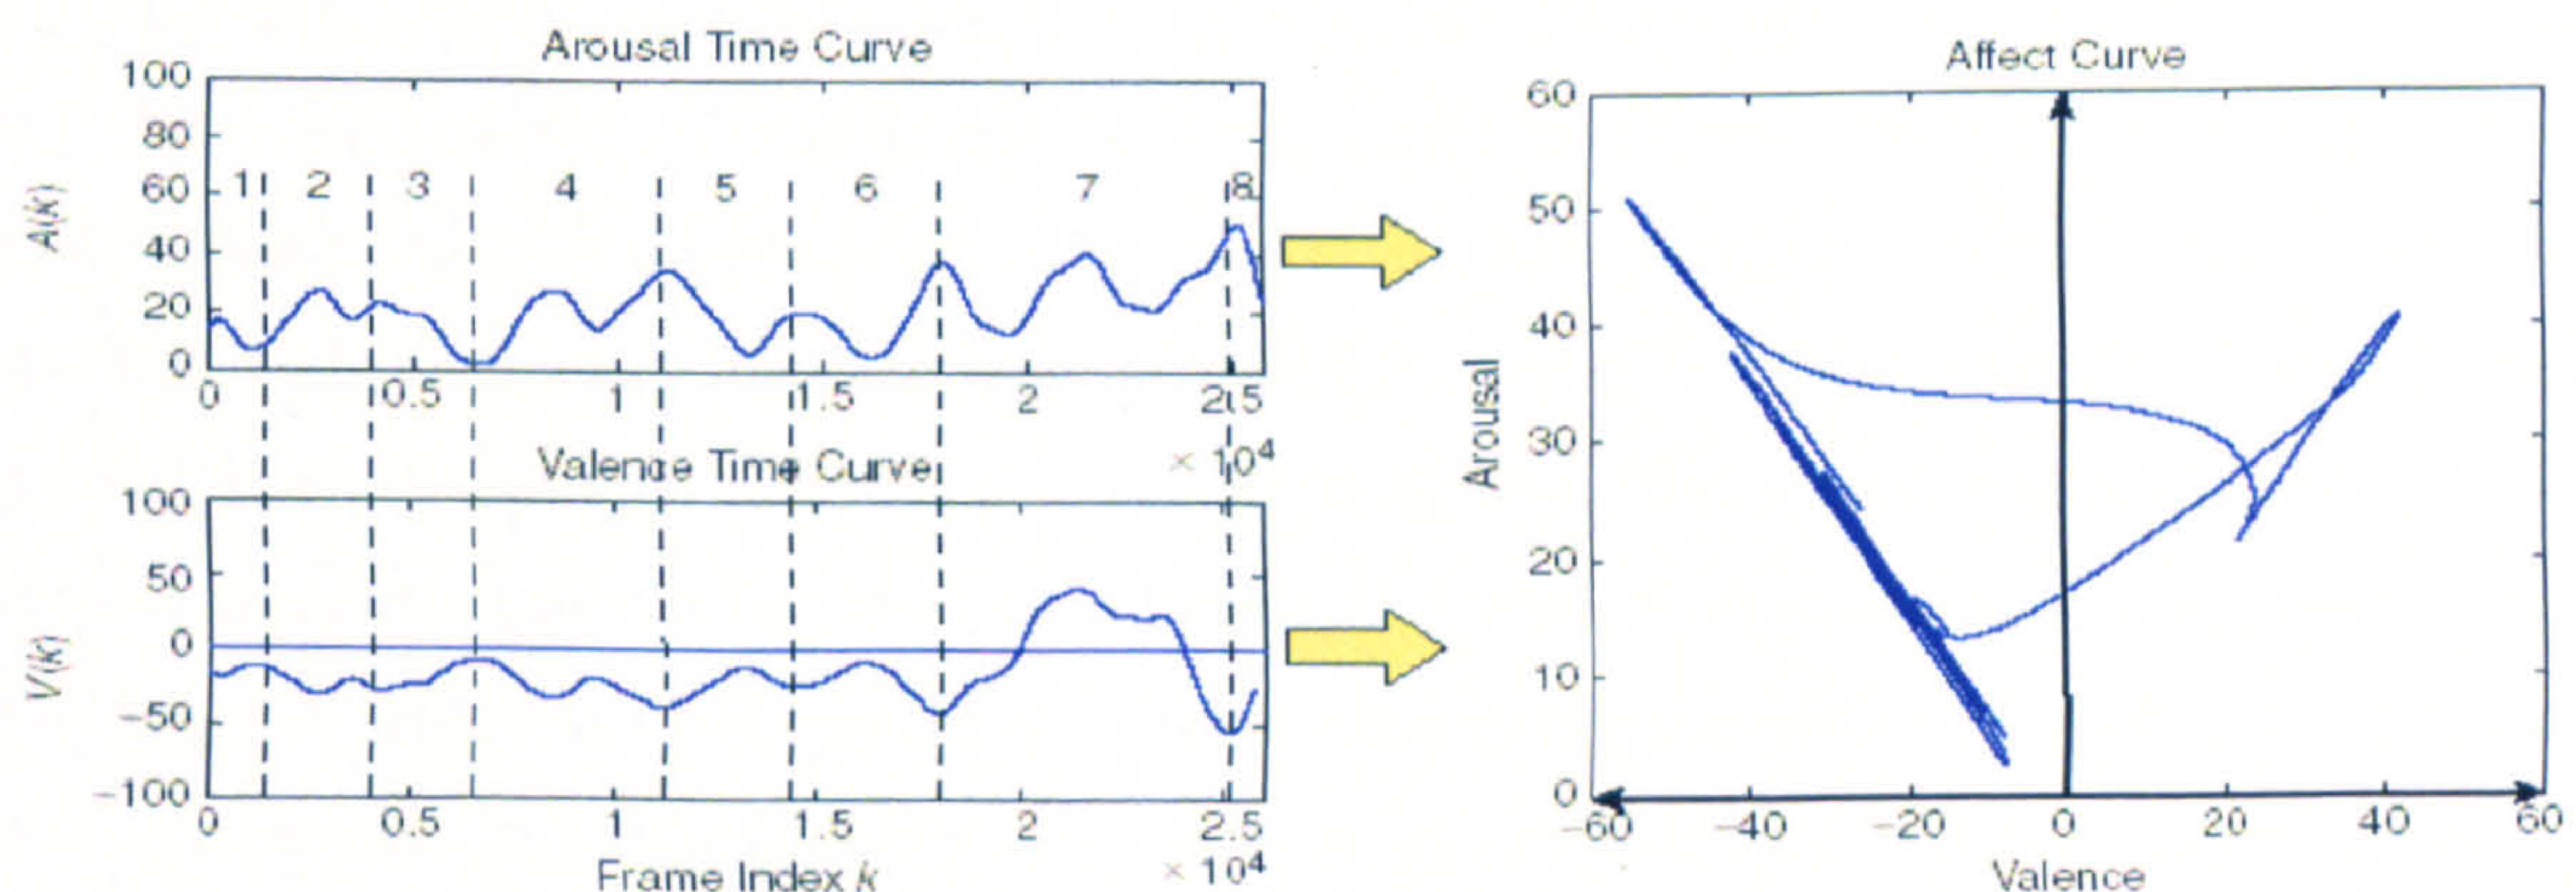 Arousal Time Curve
A(k)
100
80
60
40
20
0
1 2 3 4 5 6 7 8
0 0.5 1 1.5 2 2.5
× 10⁴
Valence Time Curve
V(k)
100
50
0
−50
−100
0 0.5 1 1.5 2 2.5
Frame Index k
× 10⁴
Affect Curve
Arousal
60
50
40
30
20
10
0
−60 −40 −20 0 20 40 60
Valence